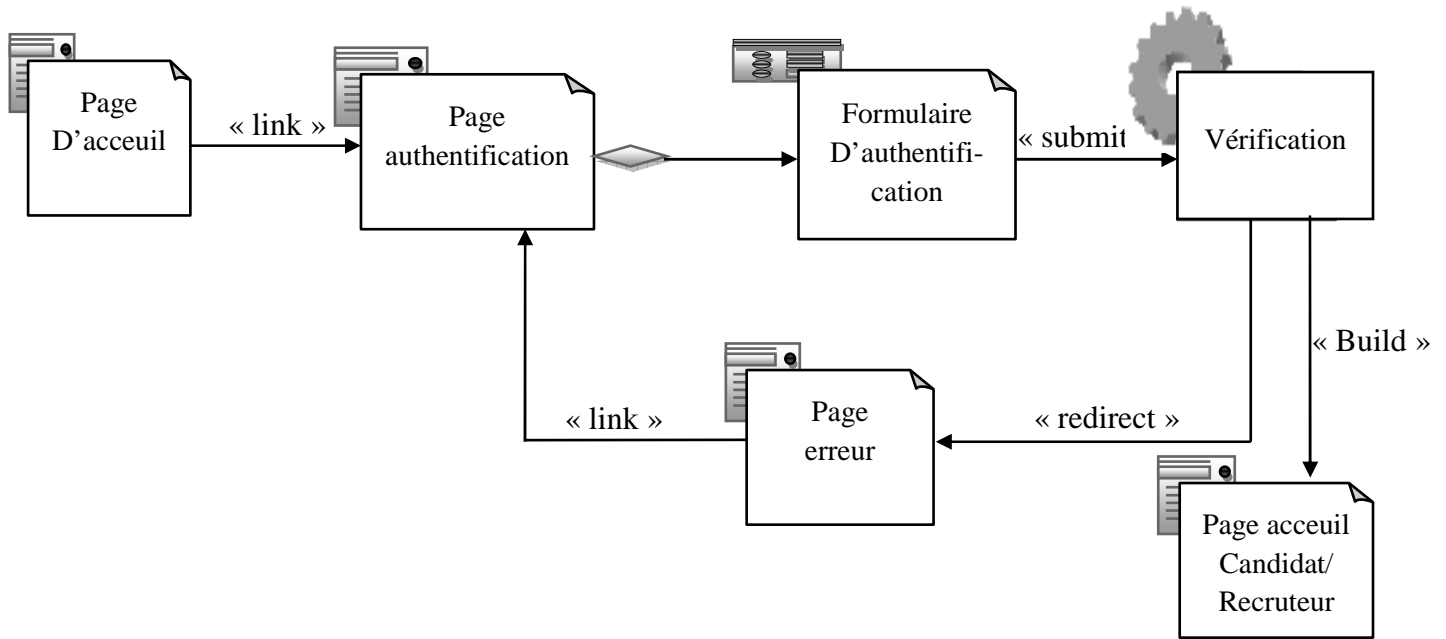 Page
D’acceuil
« link »
Page
authentification
Formulaire
D’authentifi-
cation
« submit
Vérification
« Build »
« redirect »
Page
erreur
« link »
Page acceuil
Candidat/
Recruteur